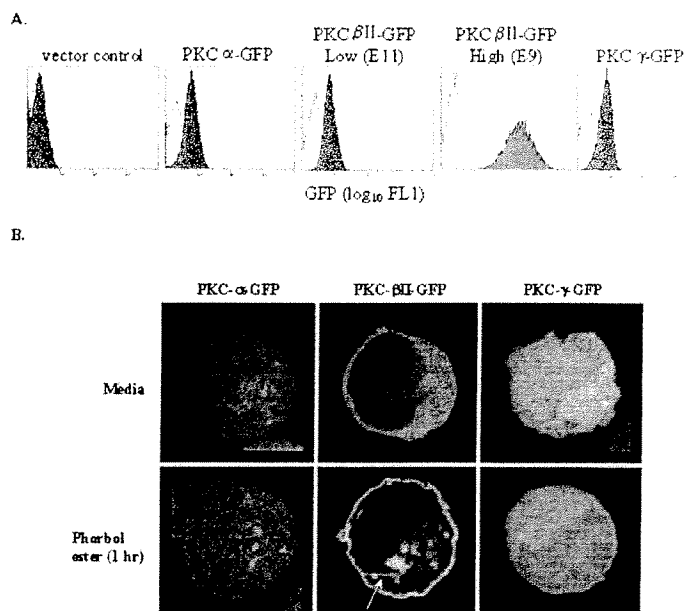 A.
vector control
PKC α-GFP
PKC βII-GFP
Low (E11)
PKC βII-GFP
High (E9)
PKC γ-GFP
GFP (log10 FL1)
B.
PKC-α-GFP
PKC-βII-GFP
PKC-γ-GFP
Media
Phorbol
ester (1 hr)